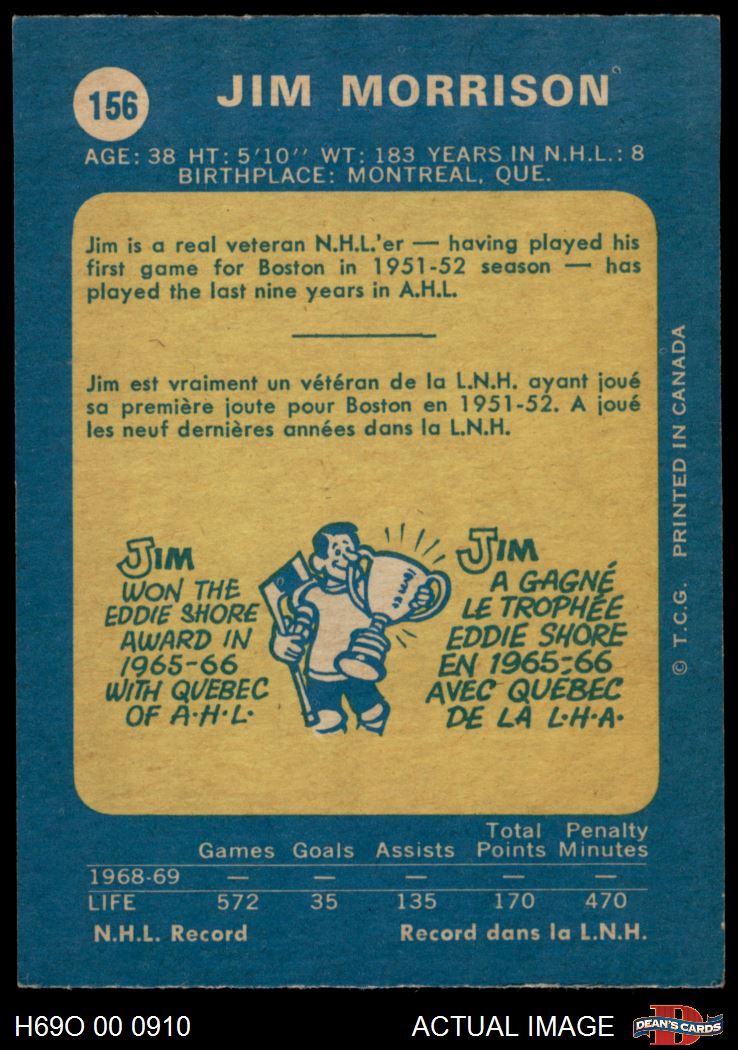 156
JIM MORRISON
AGE: 38 HT: 5'10'' WT: 183 YEARS IN N.H.L.: 8
BIRTHPLACE: MONTREAL, QUE.
Jim is a real veteran N.H.L.'er — having played his
first game for Boston in 1951-52 season — has
played the last nine years in A.H.L.
Jim est vraiment un vétéran de la L.N.H. ayant joué
sa première joute pour Boston en 1951-52. A joué
les neuf dernières années dans la L.N.H.
JIM
WON THE
EDDIE SHORE
AWARD IN
1965-66
WITH QUEBEC
OF A·H·L·
JIM
A GAGNÉ
LE TROPHÉE
EDDIE SHORE
EN 1965-66
AVEC QUÉBEC
DE LA L·H·A·
© T.C.G. PRINTED IN CANADA
Total Penalty
Games Goals Assists Points Minutes
1968-69 — — — — —
LIFE 572 35 135 170 470
N.H.L. Record Record dans la L.N.H.
H69O 00 0910 ACTUAL IMAGE
DEAN'S CARDS